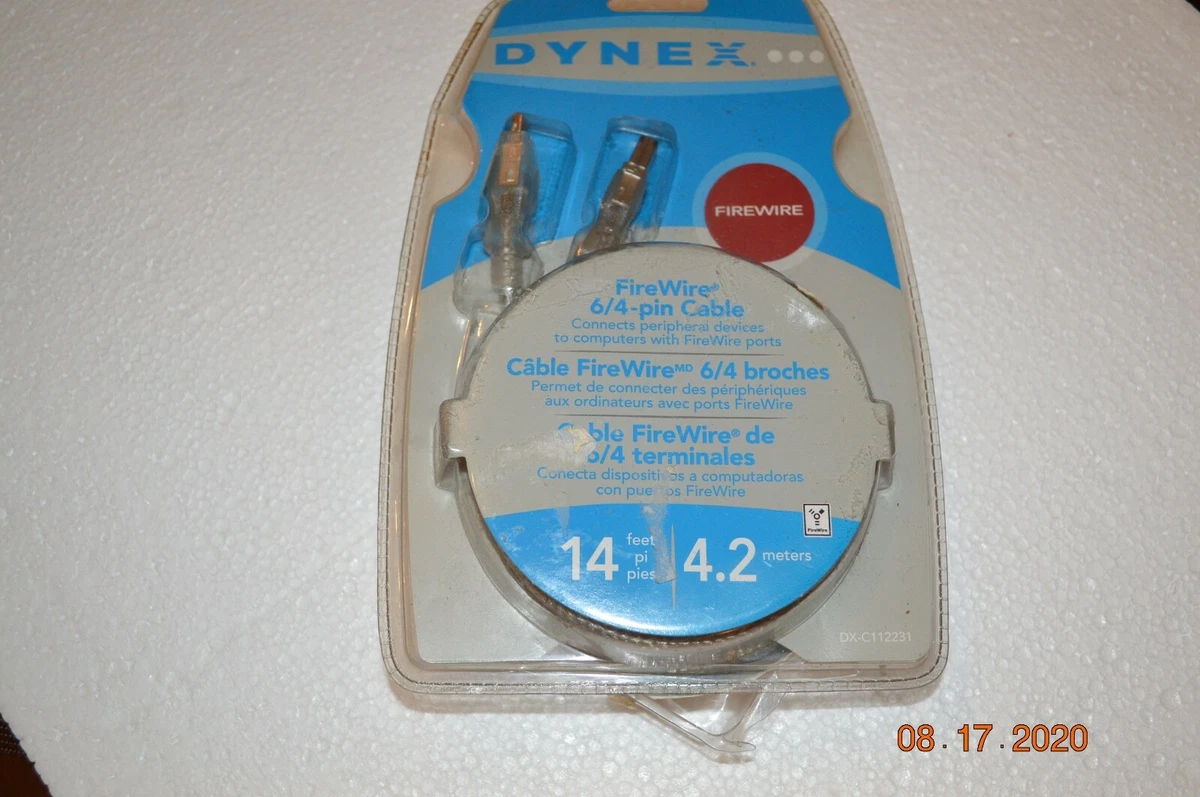 DYNEX
FIREWIRE
FireWire®
6/4-pin Cable
Connects peripheral devices
to computers with FireWire ports
Câble FireWireMD 6/4 broches
Permet de connecter des périphériques
aux ordinateurs avec ports FireWire
Cable FireWire® de
6/4 terminales
Conecta dispositivos a computadoras
con puertos FireWire
FireWire
14 feet pi pies 4.2 meters
DX-C112231
08.17.2020